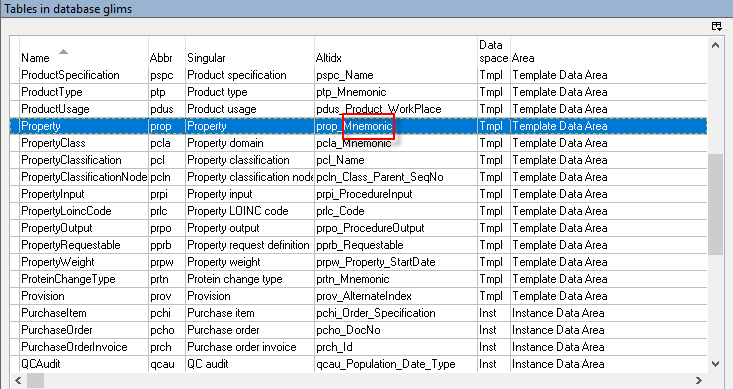 Tables in database glims
Name Abbr Singular Altidx Data space Area
ProductSpecification pspc Product specification pspc_Name Tmpl Template Data Area
ProductType ptp Product type ptp_Mnemonic Tmpl Template Data Area
ProductUsage pdus Product usage pdus_Product_WorkPlace Tmpl Template Data Area
Property prop Property prop_Mnemonic Tmpl Template Data Area
PropertyClass pcla Property domain pcla_Mnemonic Tmpl Template Data Area
PropertyClassification pcl Property classification pcl_Name Tmpl Template Data Area
PropertyClassificationNode pcln Property classification node pcln_Class_Parent_SeqNo Tmpl Template Data Area
PropertyInput prpi Property input prpi_ProcedureInput Tmpl Template Data Area
PropertyLoincCode prlc Property LOINC code prlc_Code Tmpl Template Data Area
PropertyOutput prpo Property output prpo_ProcedureOutput Tmpl Template Data Area
PropertyRequestable pprb Property request definition pprb_Requestable Tmpl Template Data Area
PropertyWeight prpw Property weight prpw_Property_StartDate Tmpl Template Data Area
ProteinChangeType prtn Protein change type prtn_Mnemonic Tmpl Template Data Area
Provision prov Provision prov_AlternateIndex Tmpl Template Data Area
PurchaseItem pchi Purchase item pchi_Order_Specification Inst Instance Data Area
PurchaseOrder pcho Purchase order pcho_DocNo Inst Instance Data Area
PurchaseOrderInvoice prch Purchase order invoice prch_Id Inst Instance Data Area
QCAudit qcau QC audit qcau_Population_Date_Type Inst Instance Data Area